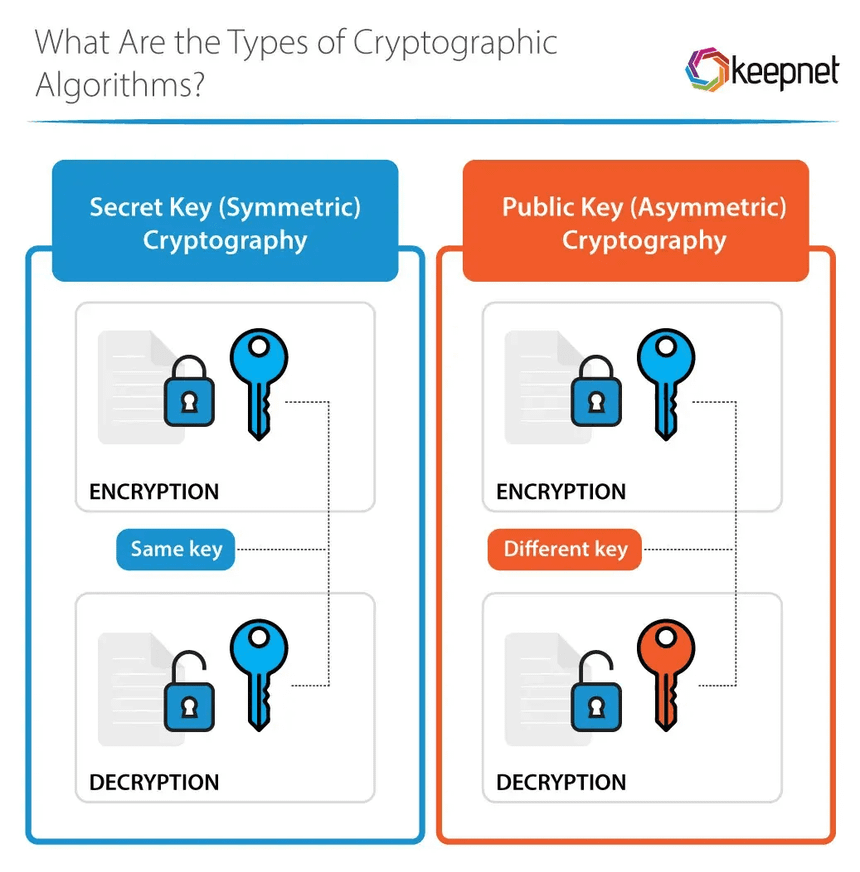 What Are the Types of Cryptographic
Algorithms?
keepnet
Secret Key (Symmetric)
Cryptography
ENCRYPTION
Same key
DECRYPTION
Public Key (Asymmetric)
Cryptography
ENCRYPTION
Different key
DECRYPTION